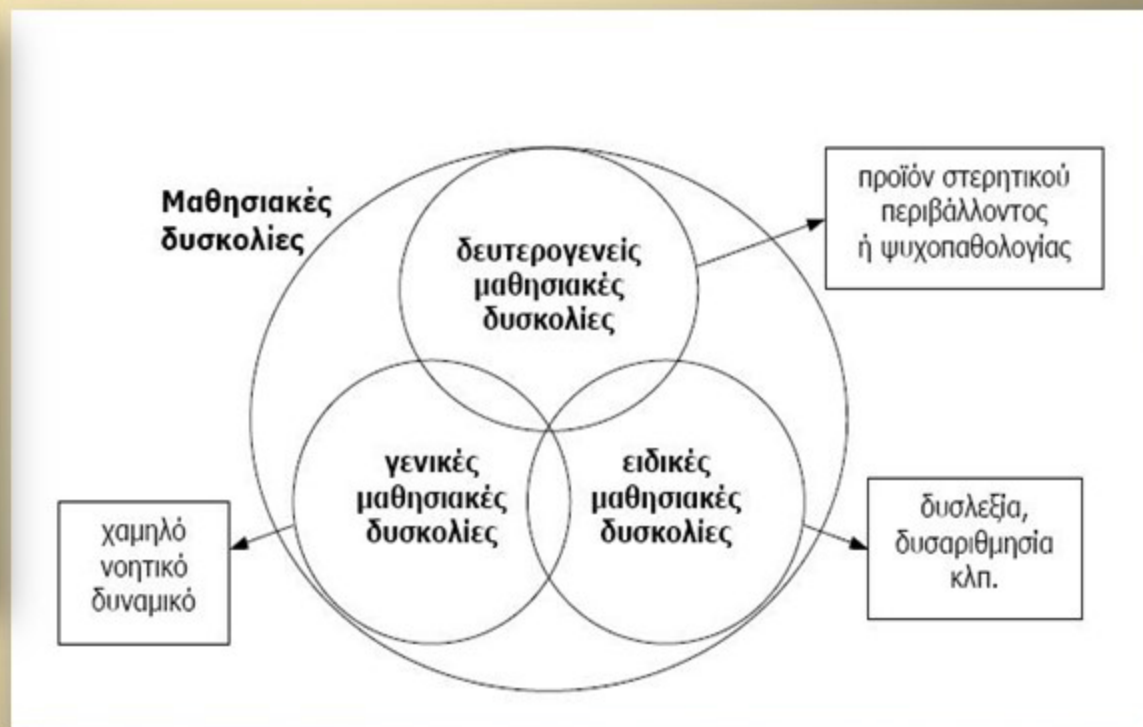 Μαθησιακές
δυσκολίες
δευτερογενείς
μαθησιακές
δυσκολίες
προϊόν στερητικού
περιβάλλοντος
ή ψυχοπαθολογίας
γενικές
μαθησιακές
δυσκολίες
ειδικές
μαθησιακές
δυσκολίες
χαμηλό
νοητικό
δυναμικό
δυσλεξία,
δυσαριθμησία
κλπ.